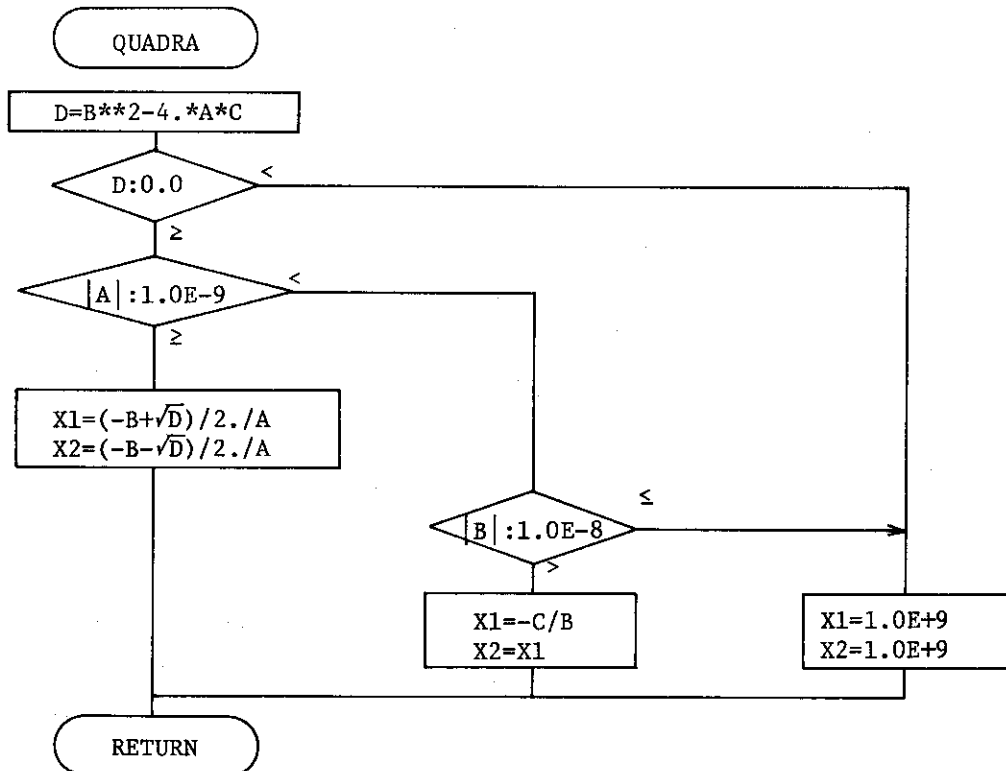 QUADRA
D=B**2-4.*A*C
D:0.0
<
≥
|A|:1.0E-9
<
≥
X1=(-B+√D)/2./A
X2=(-B-√D)/2./A
|B|:1.0E-8
≤
>
X1=-C/B
X2=X1
X1=1.0E+9
X2=1.0E+9
RETURN